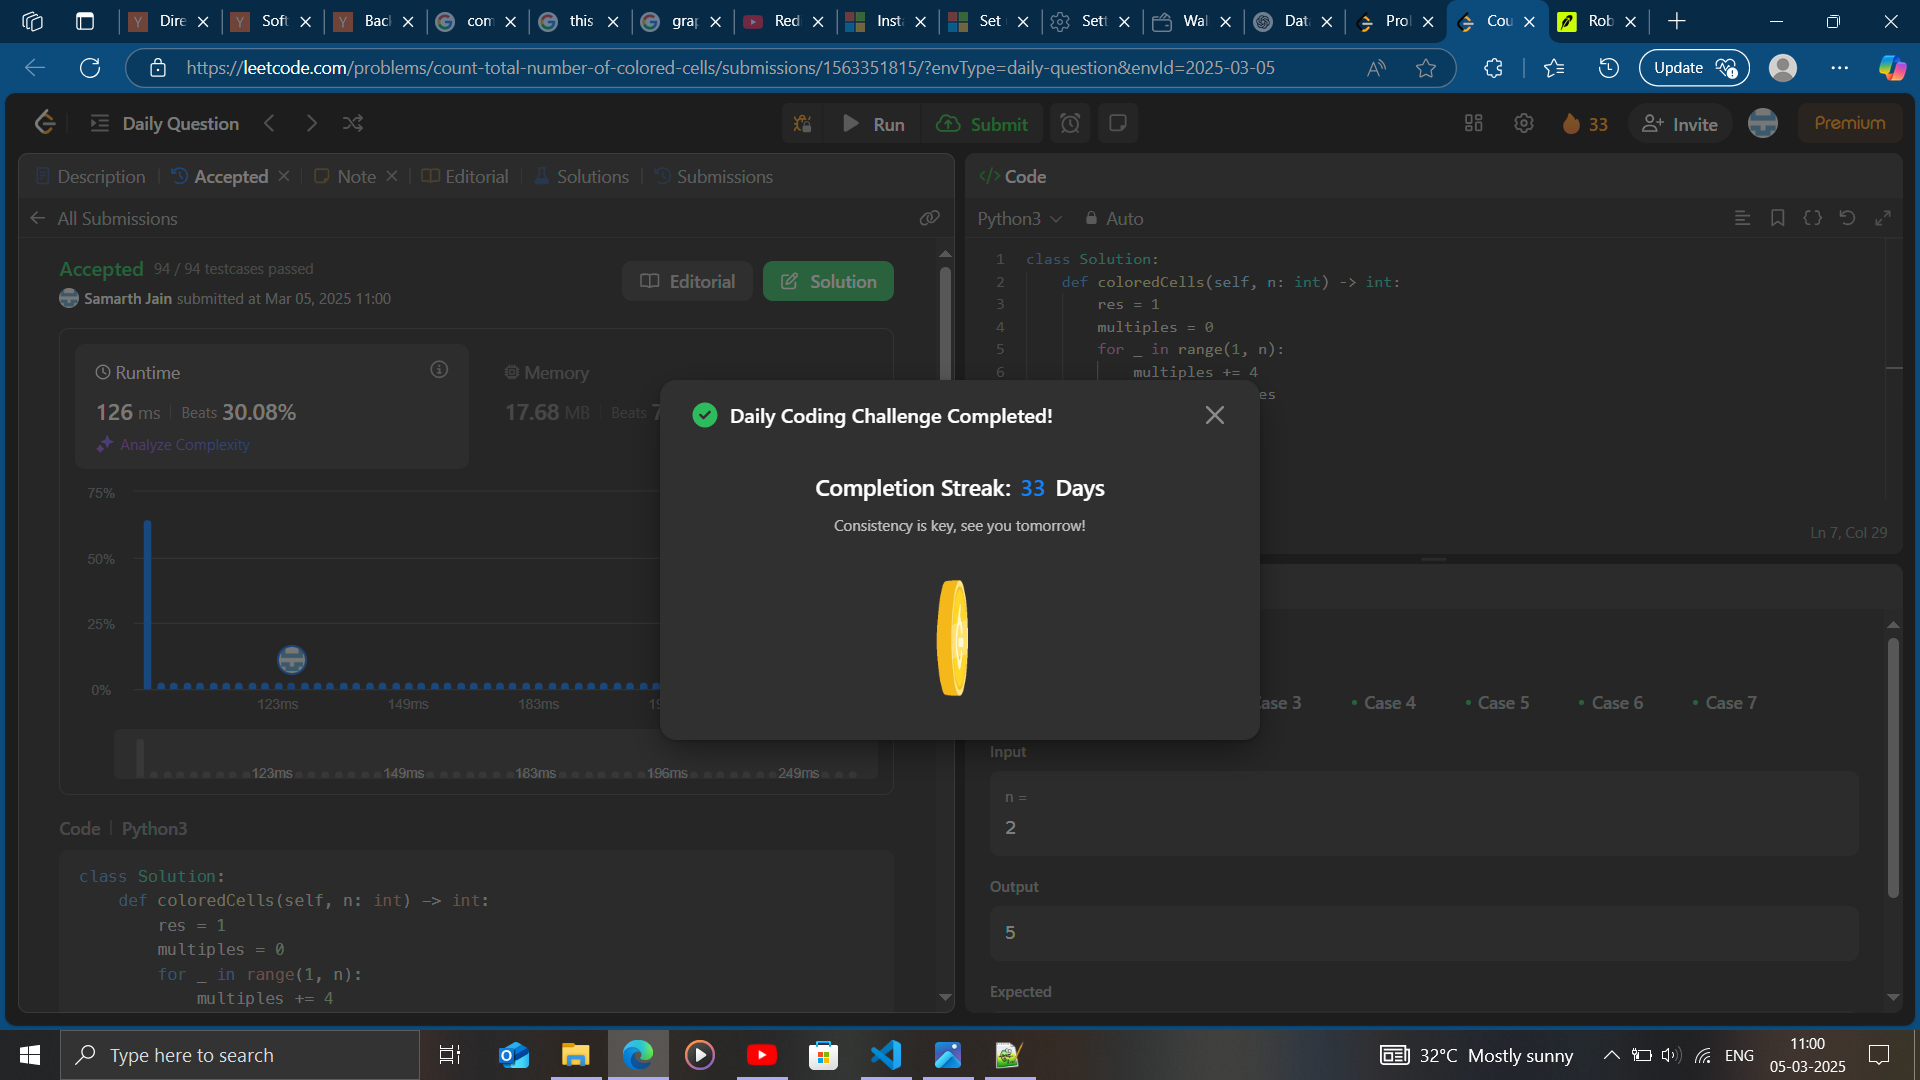 Dire
Soft
Back
com
this
grap
Redi
Insta
Set
Sett
Wall
Data
Prol
Cou
Rob
https://leetcode.com/problems/count-total-number-of-colored-cells/submissions/1563351815/?envType=daily-question&envId=2025-03-05
Update
Daily Question
Run
Submit
33
Invite
Premium
Description
Accepted
Note
Editorial
Solutions
Submissions
All Submissions
Accepted 94 / 94 testcases passed
Samarth Jain submitted at Mar 05, 2025 11:00
Editorial
Solution
Runtime
126 ms Beats 30.08%
Analyze Complexity
Memory
17.68 MB Beats 7
75%
50%
25%
0%
123ms 149ms 183ms 19
123ms 149ms 183ms 196ms 249ms
Code Python3
class Solution:
def coloredCells(self, n: int) -> int:
res = 1
multiples = 0
for _ in range(1, n):
multiples += 4
Daily Coding Challenge Completed!
Completion Streak: 33 Days
Consistency is key, see you tomorrow!
</> Code
Python3 Auto
1 class Solution:
2 def coloredCells(self, n: int) -> int:
3 res = 1
4 multiples = 0
5 for _ in range(1, n):
6 multiples += 4
es
Ln 7, Col 29
ase 3 Case 4 Case 5 Case 6 Case 7
Input
n =
2
Output
5
Expected
Type here to search
32°C Mostly sunny
ENG
11:00
05-03-2025